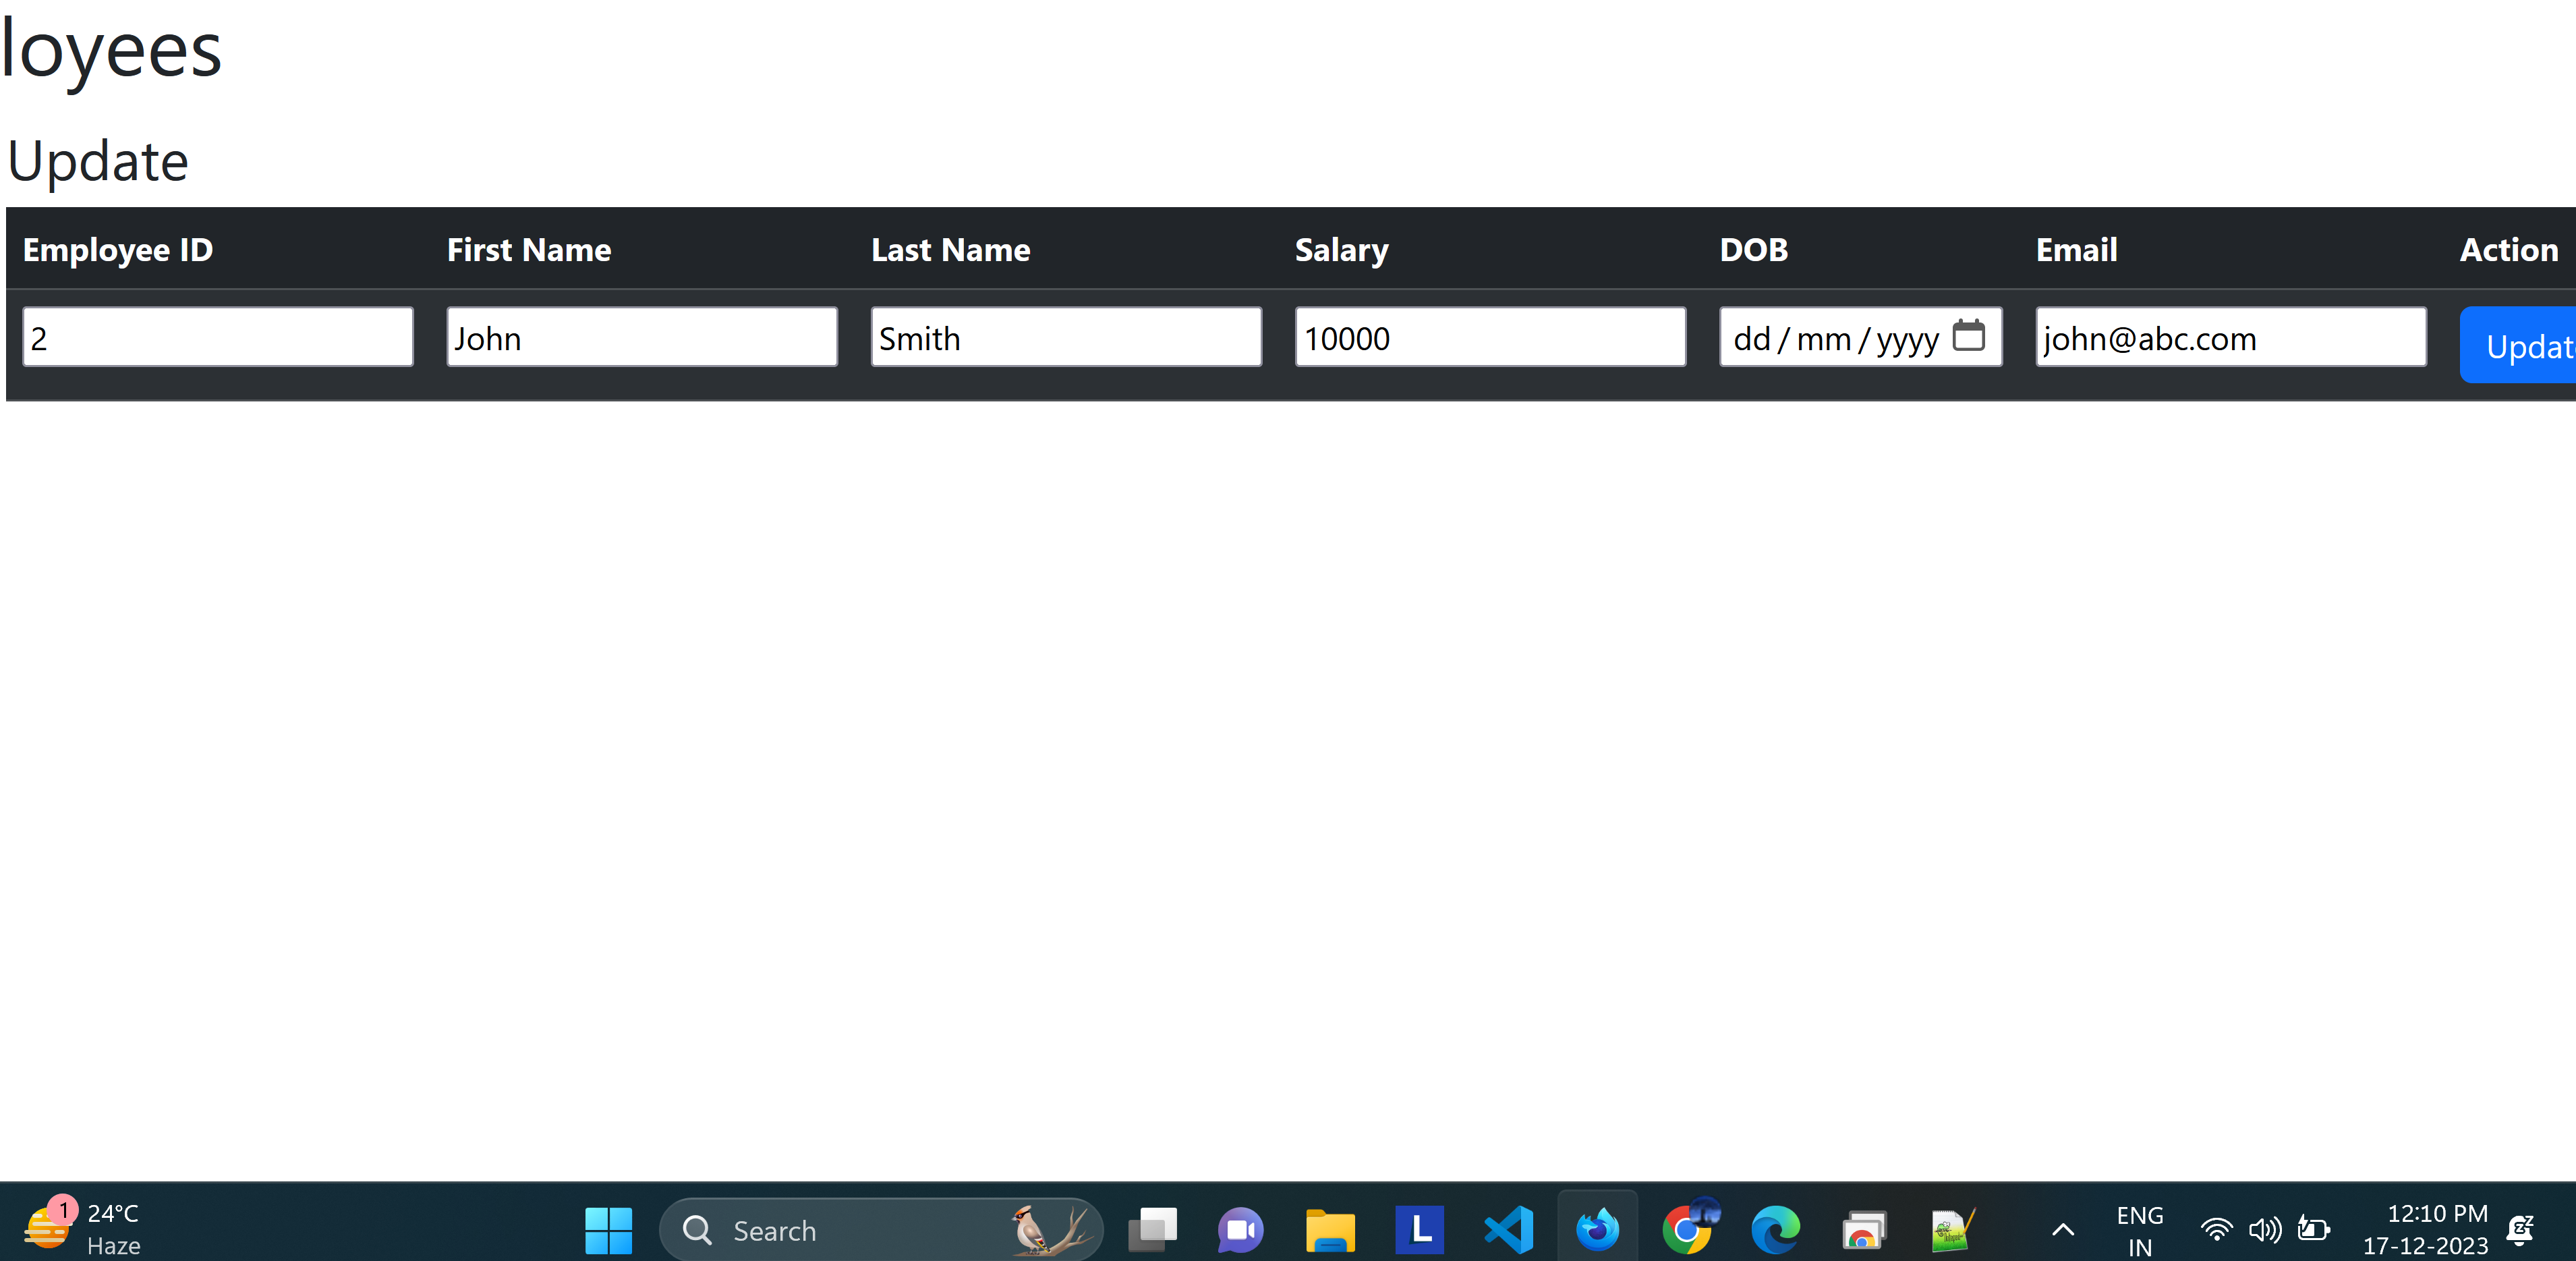 loyees
Update
Employee ID First Name Last Name Salary DOB Email Action
2 John Smith 10000 dd/mm/yyyy john@abc.com Updat
1 24°C
Haze
Search
L
ENG
IN
12:10 PM
17-12-2023